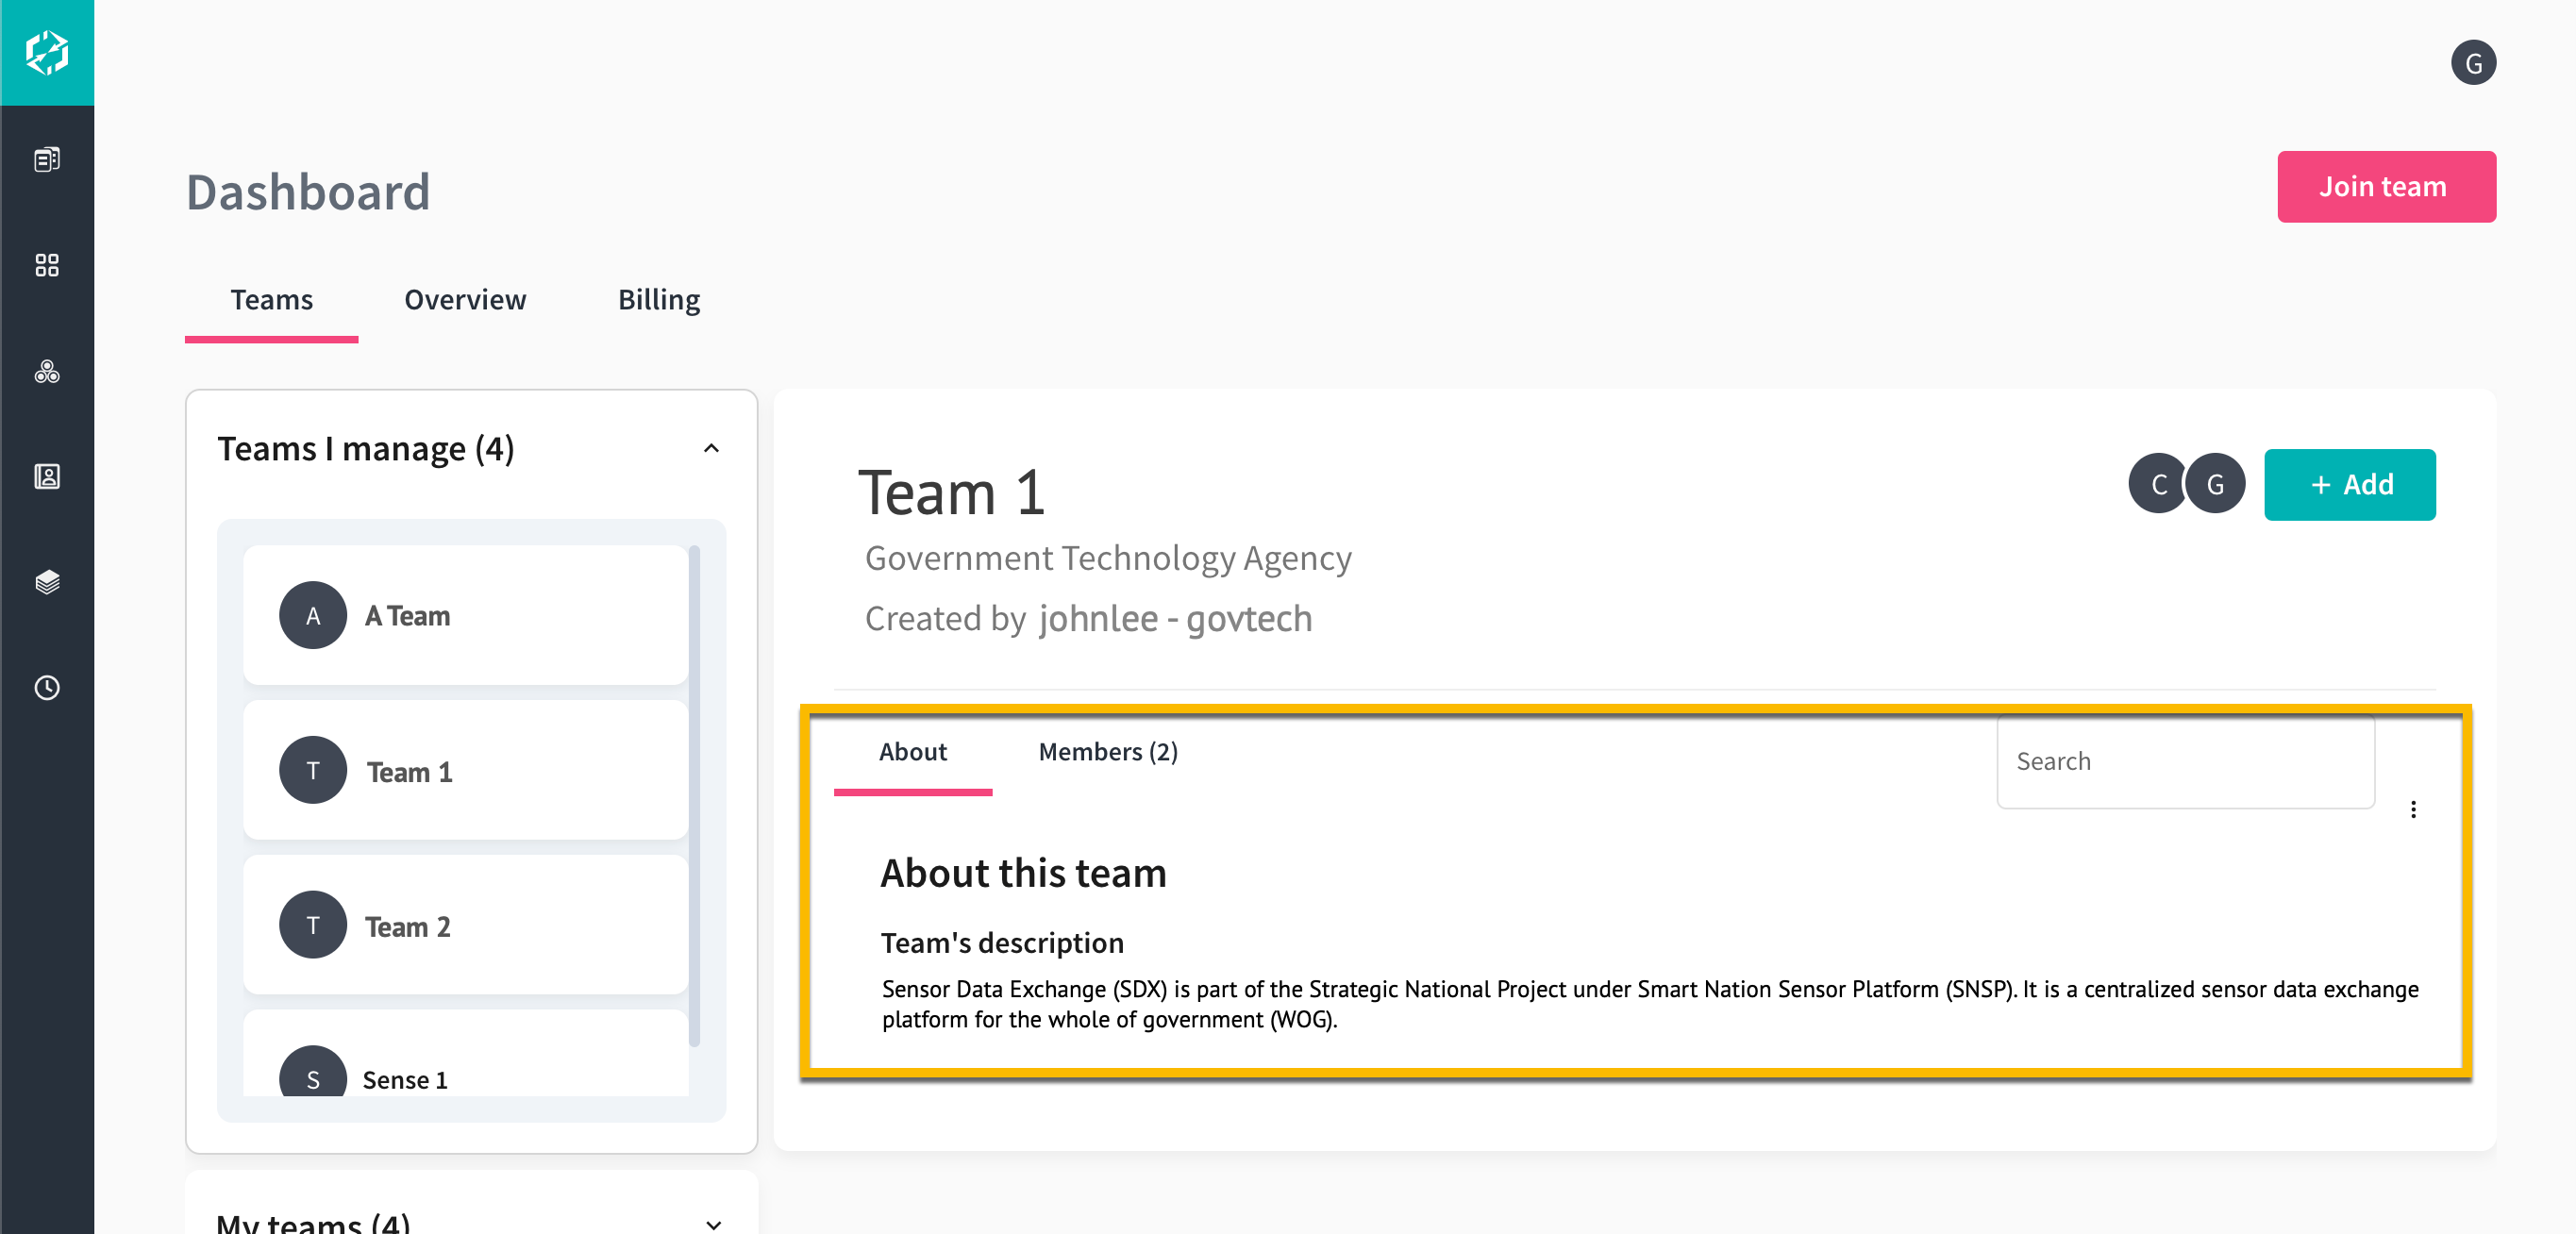 G
Dashboard
Join team
Teams
Overview
Billing
Teams I manage (4)
A
A Team
T
Team 1
T
Team 2
S
Sense 1
My teams (4)
Team 1
C
G
+ Add
Government Technology Agency
Created by johnlee - govtech
About
Members (2)
Search
About this team
Team's description
Sensor Data Exchange (SDX) is part of the Strategic National Project under Smart Nation Sensor Platform (SNSP). It is a centralized sensor data exchange
platform for the whole of government (WOG).